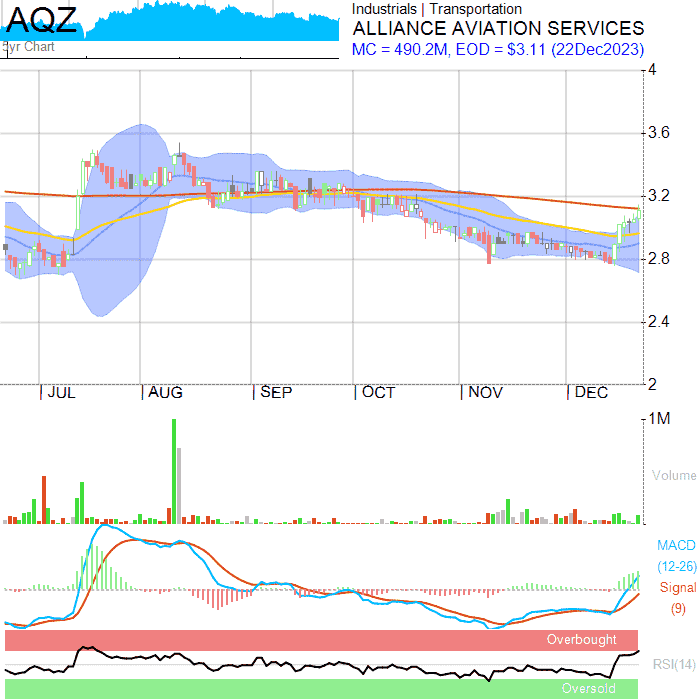 AQZ
5yr Chart
Industrials | Transportation
ALLIANCE AVIATION SERVICES
MC = 490.2M, EOD = $3.11 (22Dec2023)
4
3.6
3.2
2.8
2.4
2
JUL AUG SEP OCT NOV DEC
1M
Volume
MACD
(12-26)
Signal
(9)
Overbought
RSI(14)
Oversold